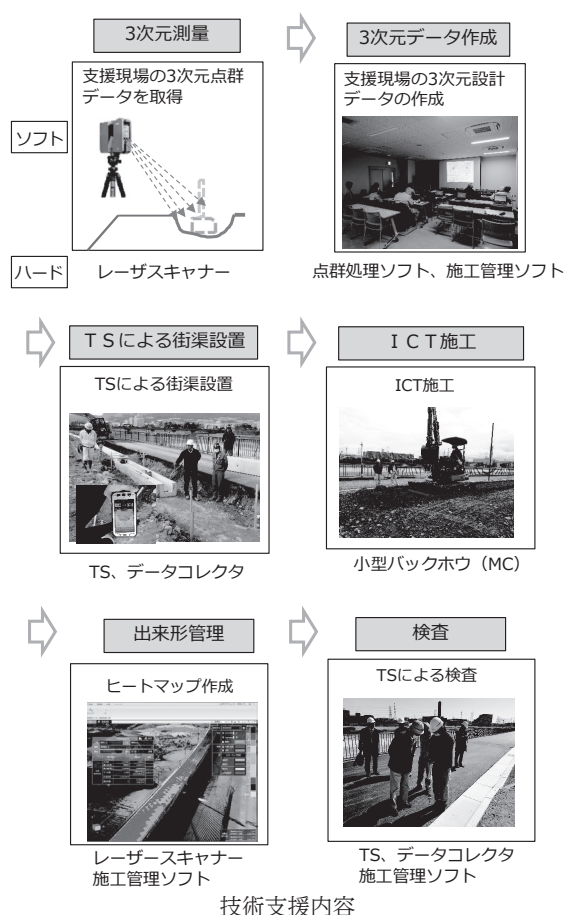 3次元測量
3次元データ作成
支援現場の3次元点群
データを取得
支援現場の3次元設計
データの作成
ソフト
ハード
レーザスキャナー
点群処理ソフト、施工管理ソフト
ＴＳによる街渠設置
ＩＣＴ施工
TSによる街渠設置
ICT施工
TS、データコレクタ
小型バックホウ（MC）
出来形管理
検査
ヒートマップ作成
TSによる検査
レーザースキャナー
施工管理ソフト
TS、データコレクタ
施工管理ソフト
技術支援内容